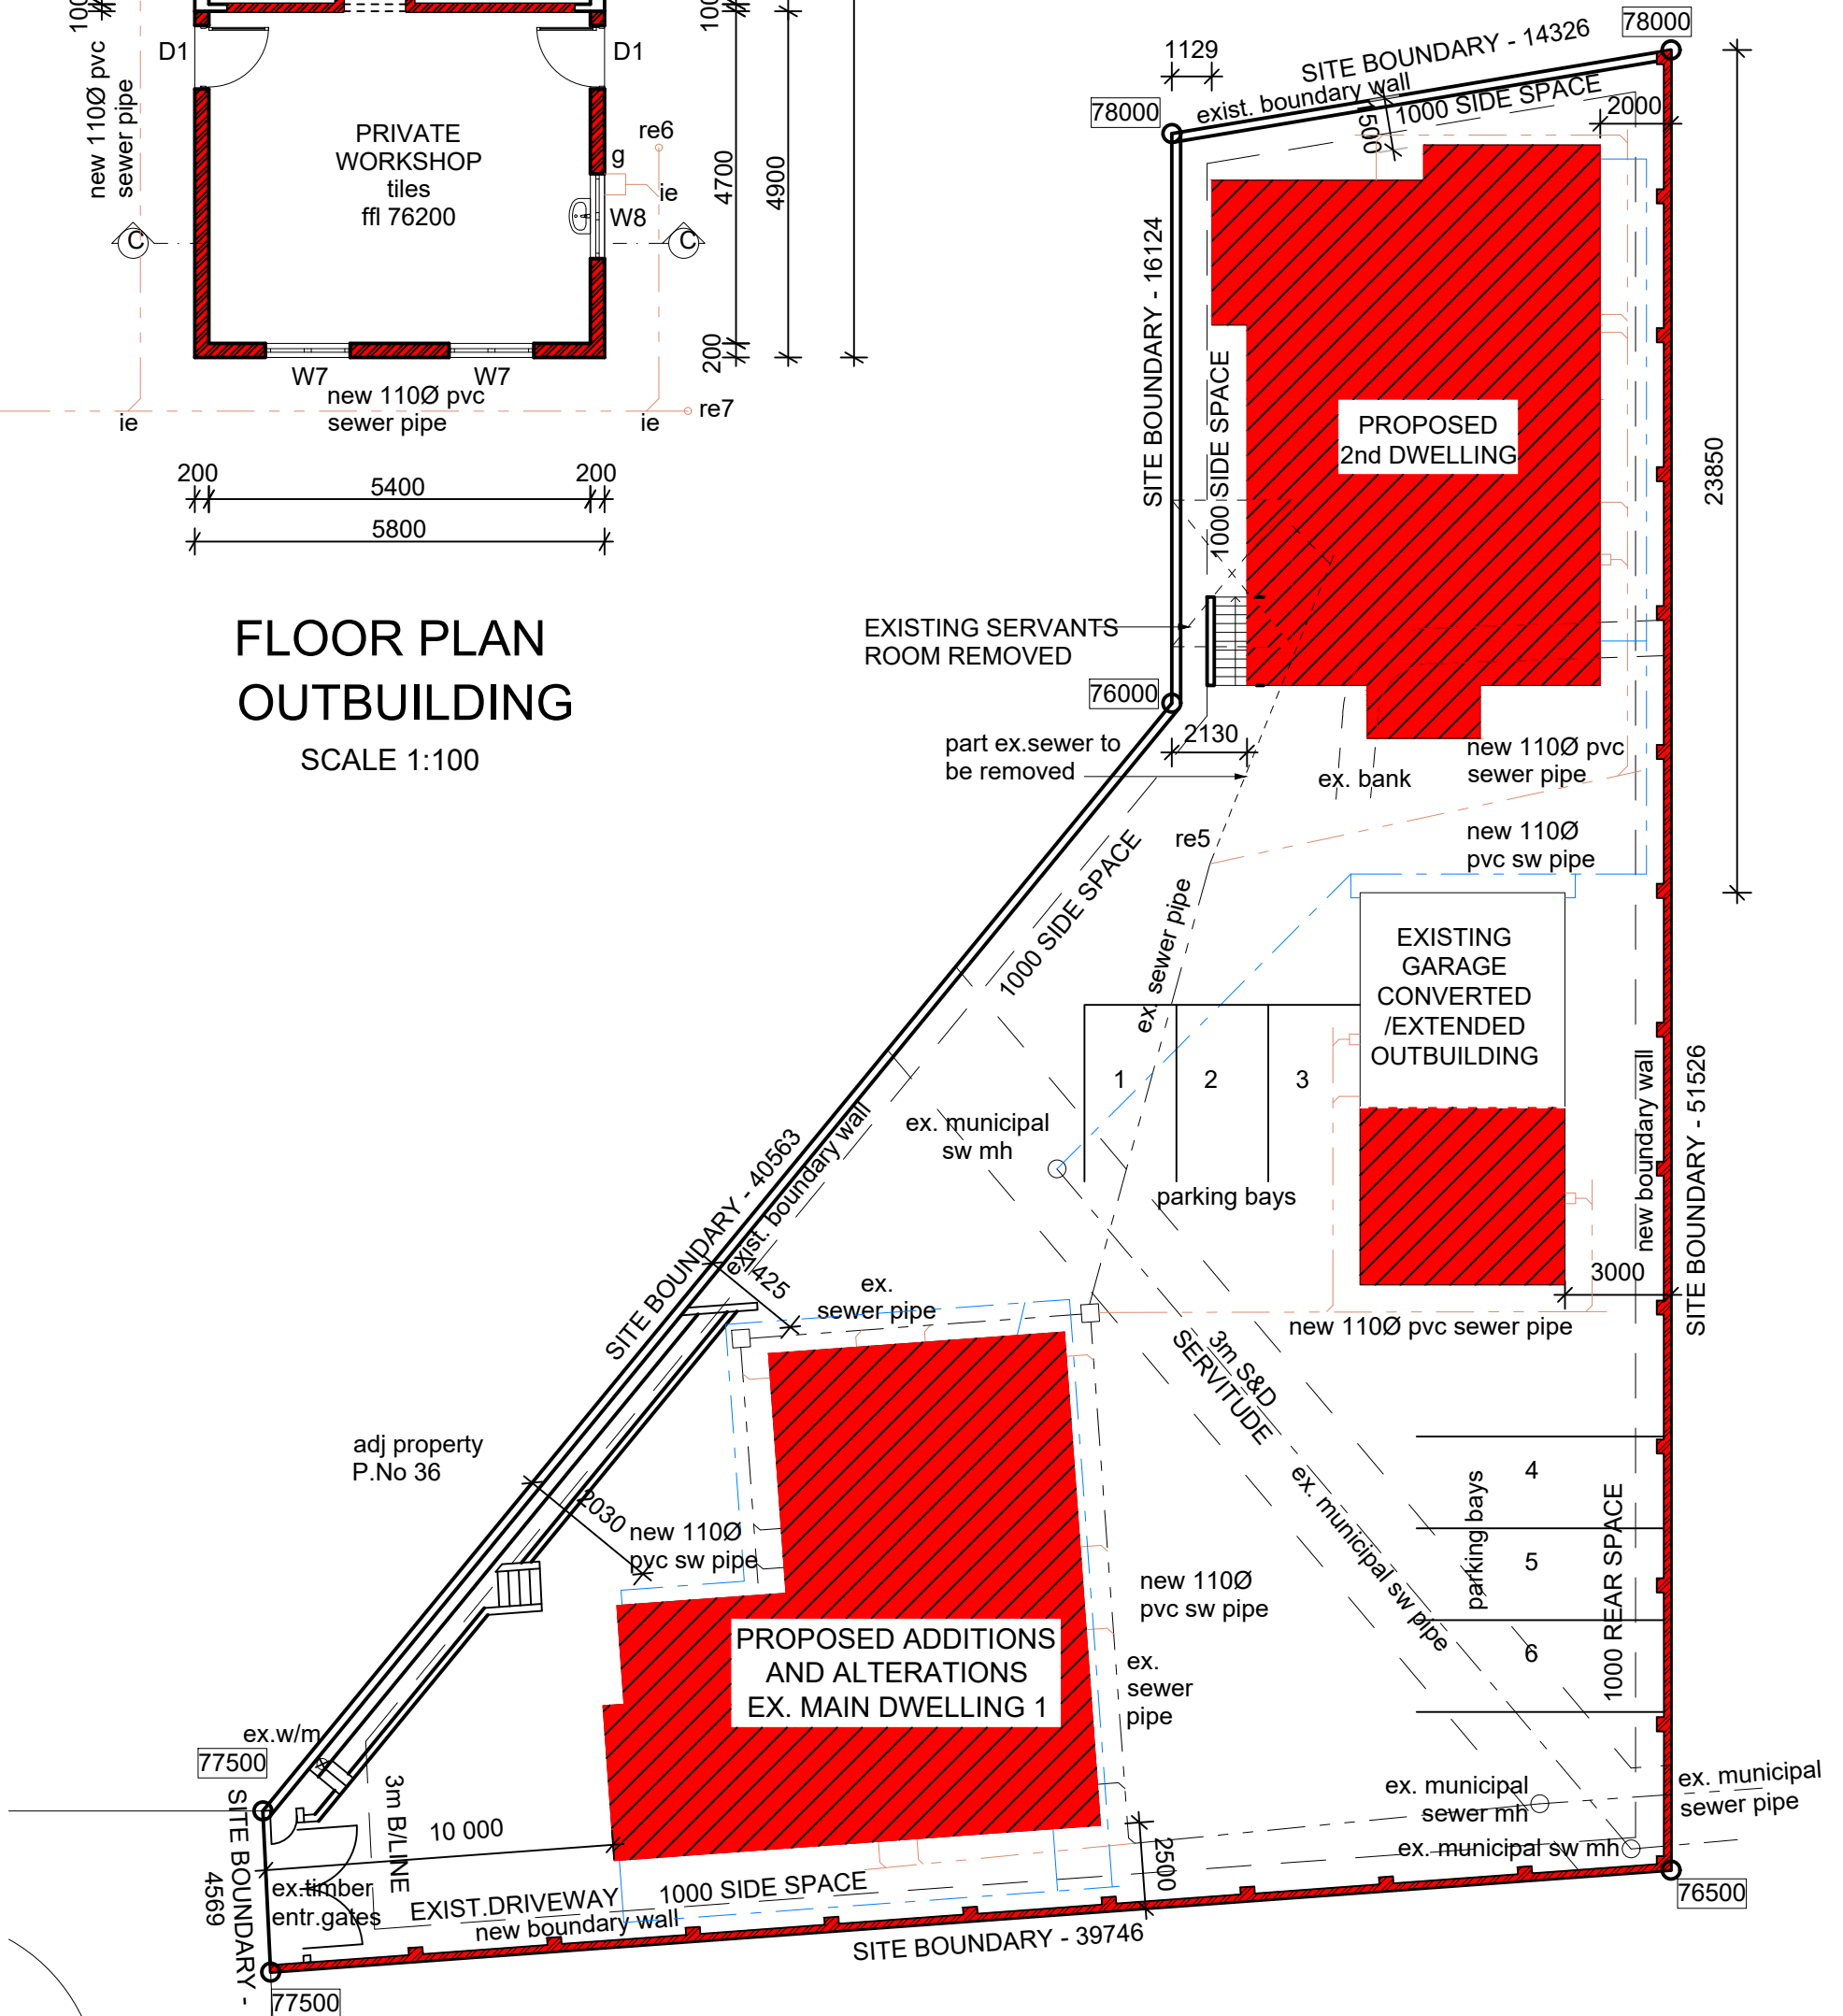 100
100
D1
D1
new 110Ø pvc
sewer pipe
PRIVATE
WORKSHOP
tiles
ffl 76200
re6
g
ie
W8
C
C
4700
4900
200
W7
W7
new 110Ø pvc
sewer pipe
ie
ie
re7
200
5400
200
5800
FLOOR PLAN
OUTBUILDING
SCALE 1:100
78000
1129
SITE BOUNDARY - 14326
exist. boundary wall
1000 SIDE SPACE
1500
2000
78000
SITE BOUNDARY - 16124
1000 SIDE SPACE
PROPOSED
2nd DWELLING
23850
EXISTING SERVANTS
ROOM REMOVED
76000
2130
part ex.sewer to
be removed
ex. bank
new 110Ø pvc
sewer pipe
re5
new 110Ø
pvc sw pipe
1000 SIDE SPACE
ex. sewer pipe
EXISTING
GARAGE
CONVERTED
/EXTENDED
OUTBUILDING
1
2
3
ex. municipal
sw mh
parking bays
new boundary wall
SITE BOUNDARY - 51526
SITE BOUNDARY - 40563
exist. boundary wall
1425
ex.
sewer pipe
3000
new 110Ø pvc sewer pipe
3m S&D
SERVITUDE
adj property
P.No 36
2030
new 110Ø
pvc sw pipe
ex. municipal sw pipe
parking bays
4
5
6
1000 REAR SPACE
new 110Ø
pvc sw pipe
PROPOSED ADDITIONS
AND ALTERATIONS
EX. MAIN DWELLING 1
ex.
sewer
pipe
ex.w/m
77500
3m B/LINE
SITE BOUNDARY -
4569
10 000
ex.timber
entr.gates
EXIST.DRIVEWAY
1000 SIDE SPACE
new boundary wall
2500
ex. municipal
sewer mh
ex. municipal
sewer pipe
ex. municipal sw mh
76500
SITE BOUNDARY - 39746
77500